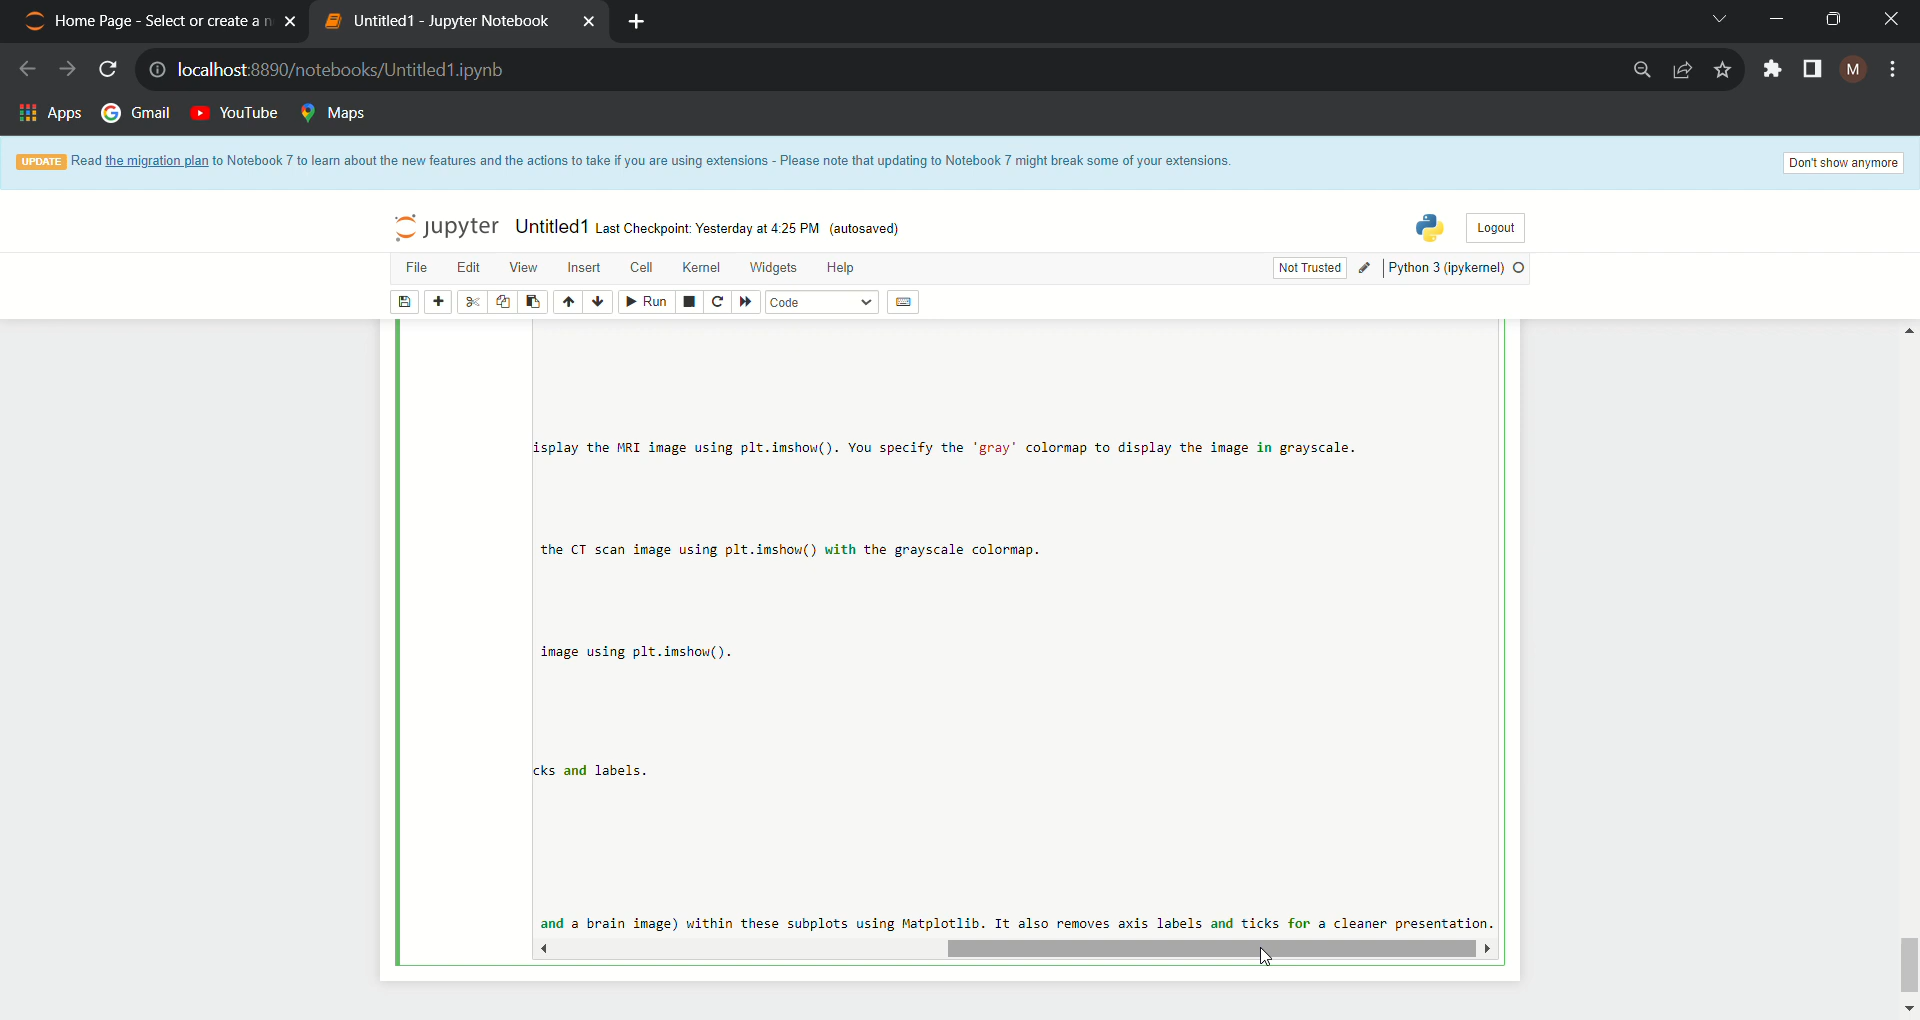 Home Page - Select or create a n
Untitled1 - Jupyter Notebook
localhost:8890/notebooks/Untitled1.ipynb
M
Apps
Gmail
YouTube
Maps
UPDATE Read the migration plan to Notebook 7 to learn about the new features and the actions to take if you are using extensions - Please note that updating to Notebook 7 might break some of your extensions.
Don't show anymore
jupyter Untitled1 Last Checkpoint: Yesterday at 4:25 PM (autosaved)
Logout
File Edit View Insert Cell Kernel Widgets Help
Not Trusted
Python 3 (ipykernel)
Run
Code
isplay the MRI image using plt.imshow(). You specify the 'gray' colormap to display the image in grayscale.
the CT scan image using plt.imshow() with the grayscale colormap.
image using plt.imshow().
cks and labels.
and a brain image) within these subplots using Matplotlib. It also removes axis labels and ticks for a cleaner presentation.